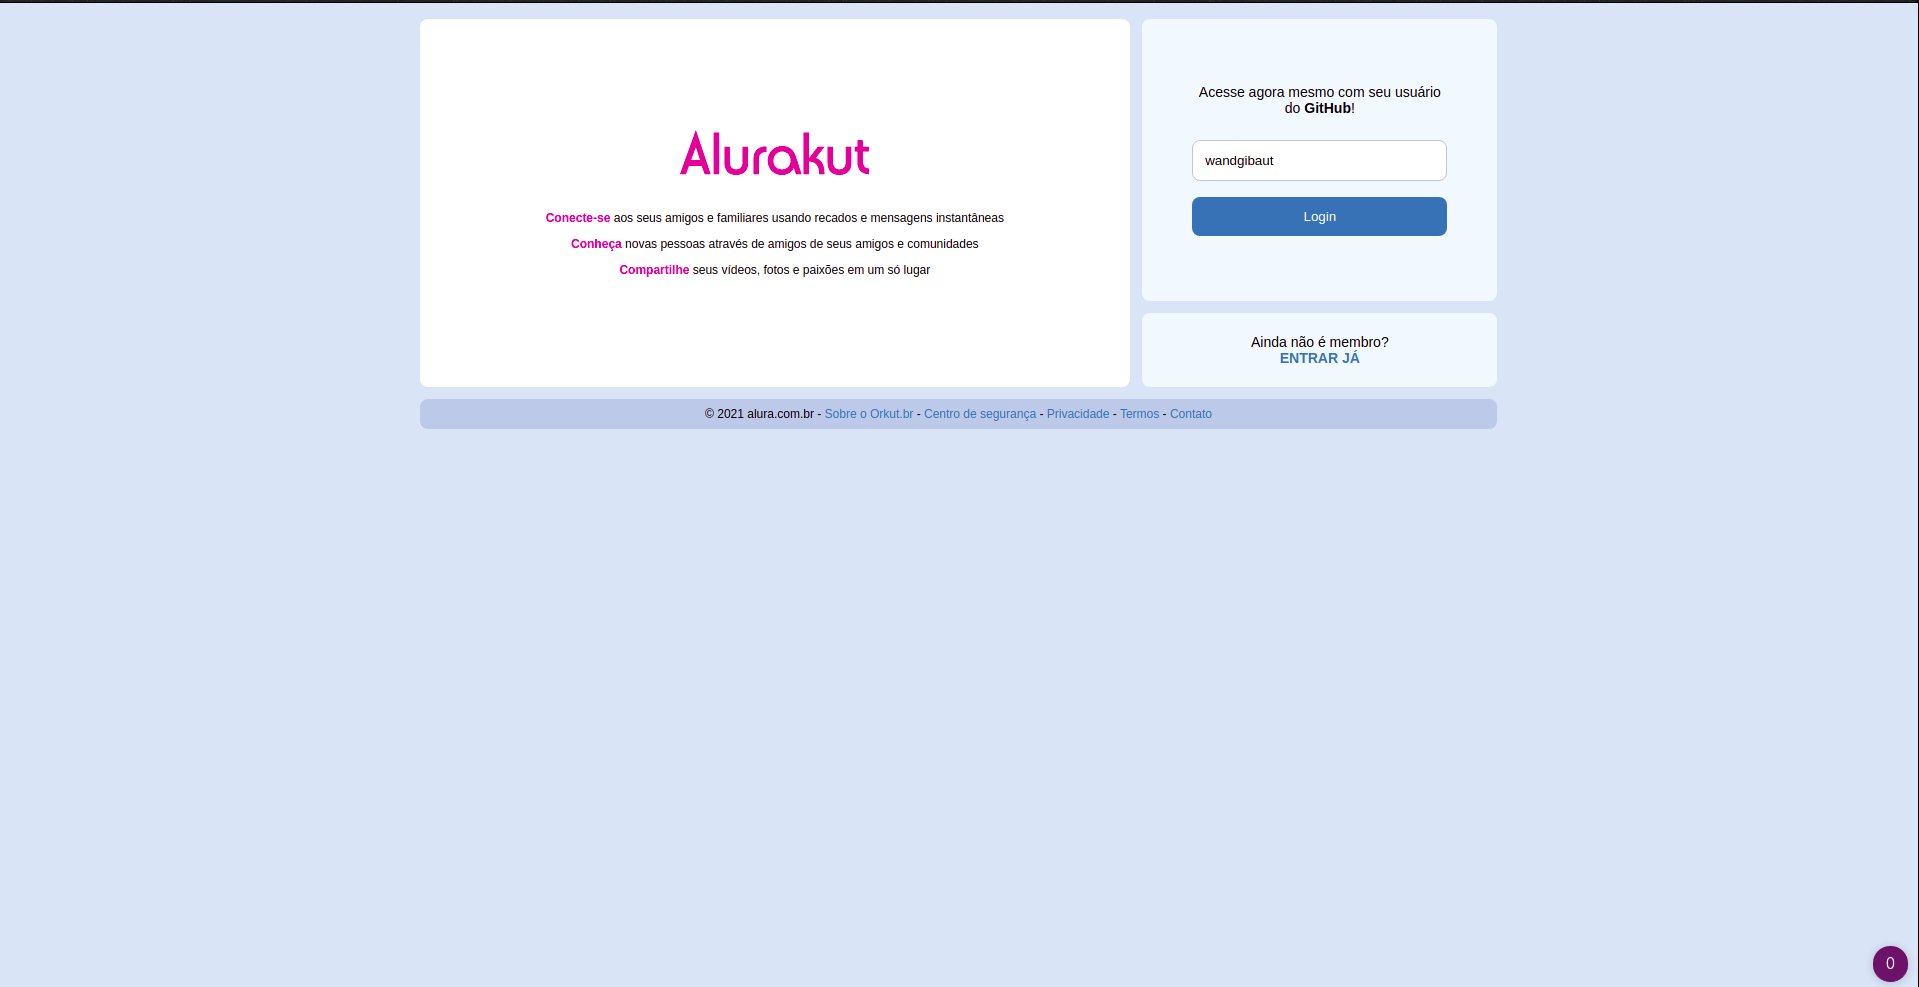 Alurakut
Conecte-se aos seus amigos e familiares usando recados e mensagens instantâneas
Conheça novas pessoas através de amigos de seus amigos e comunidades
Compartilhe seus vídeos, fotos e paixões em um só lugar
Acesse agora mesmo com seu usuário
do GitHub!
wandgibaut
Login
Ainda não é membro?
ENTRAR JÁ
© 2021 alura.com.br - Sobre o Orkut.br - Centro de segurança - Privacidade - Termos - Contato
0